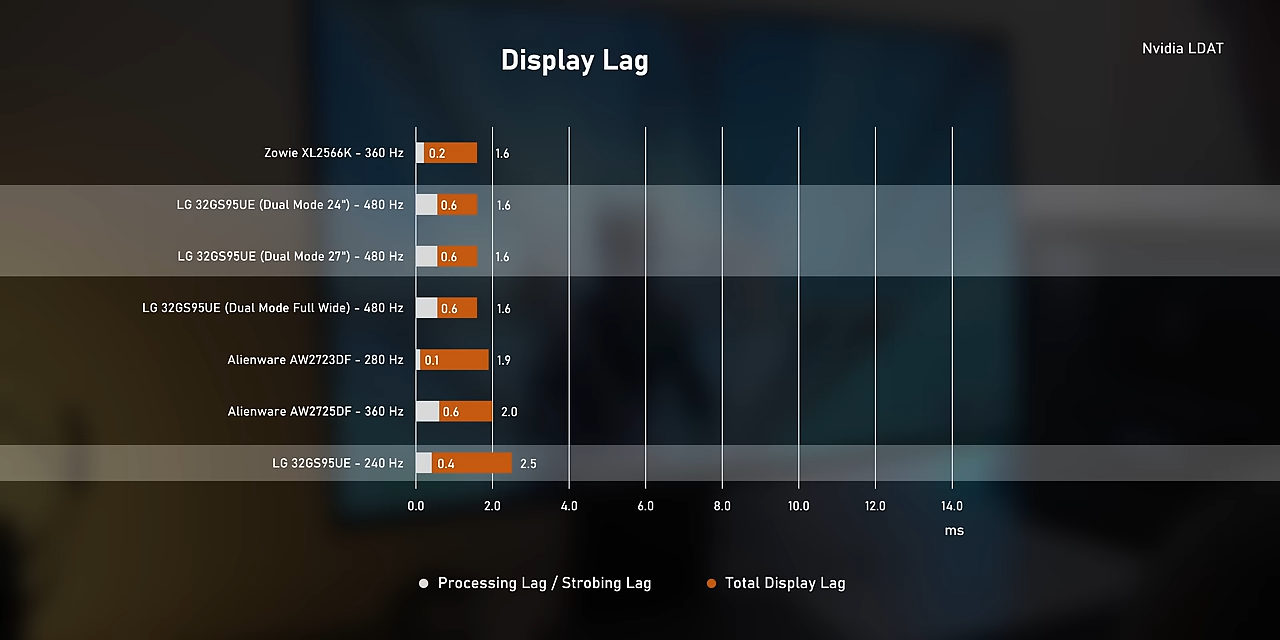 Display Lag
Nvidia LDAT
Zowie XL2566K - 360 Hz 0.2 1.6
LG 32GS95UE (Dual Mode 24") - 480 Hz 0.6 1.6
LG 32GS95UE (Dual Mode 27") - 480 Hz 0.6 1.6
LG 32GS95UE (Dual Mode Full Wide) - 480 Hz 0.6 1.6
Alienware AW2723DF - 280 Hz 0.1 1.9
Alienware AW2725DF - 360 Hz 0.6 2.0
LG 32GS95UE - 240 Hz 0.4 2.5
0.0 2.0 4.0 6.0 8.0 10.0 12.0 14.0
ms
Processing Lag / Strobing Lag Total Display Lag